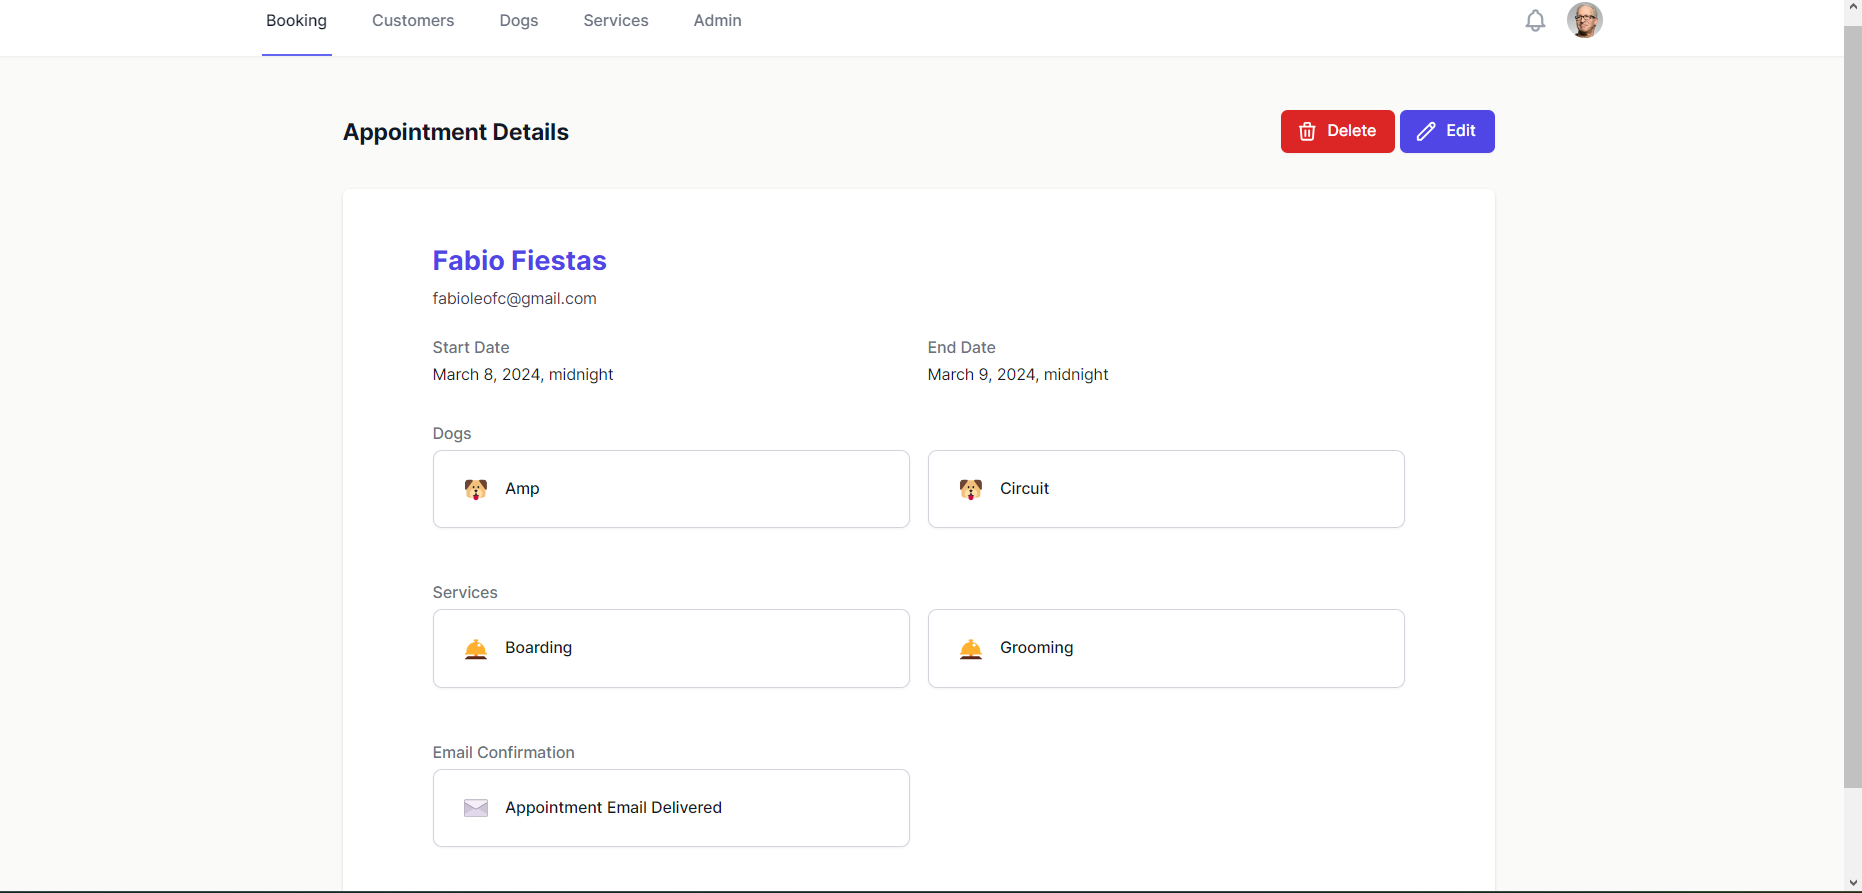 Booking Customers Dogs Services Admin
Appointment Details
Delete Edit
Fabio Fiestas
fabioleofc@gmail.com
Start Date End Date
March 8, 2024, midnight March 9, 2024, midnight
Dogs
Amp Circuit
Services
Boarding Grooming
Email Confirmation
Appointment Email Delivered